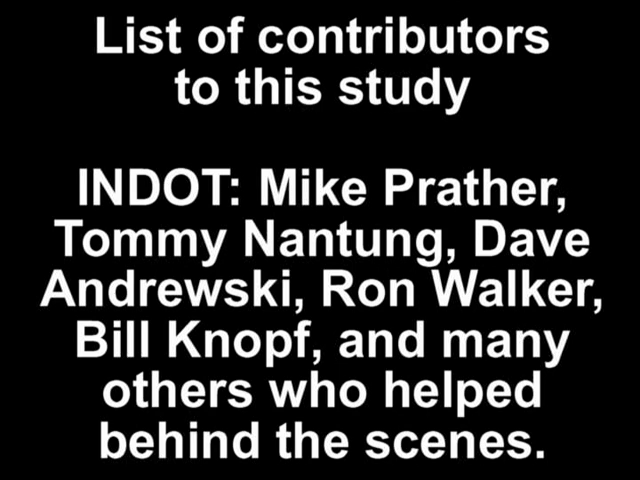 List of contributors
to this study
INDOT: Mike Prather,
Tommy Nantung, Dave
Andrewski, Ron Walker,
Bill Knopf, and many
others who helped
behind the scenes.